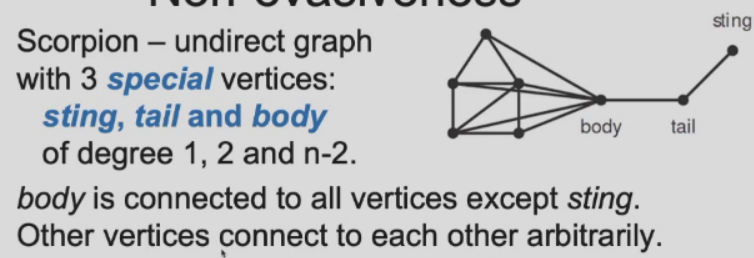 Scorpion – undirect graph
with 3 special vertices:
sting, tail and body
of degree 1, 2 and n-2.
sting
body
tail
body is connected to all vertices except sting.
Other vertices connect to each other arbitrarily.